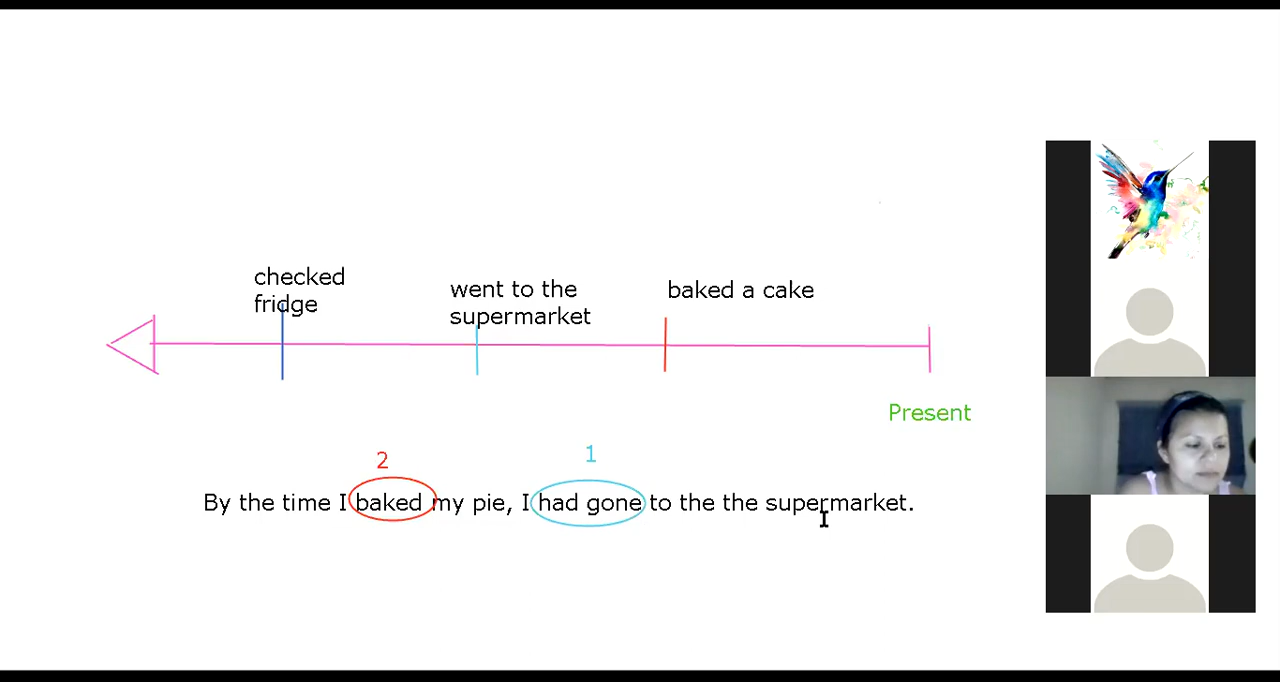 checked
fridge
went to the
supermarket
baked a cake
Present
2
1
By the time I baked my pie, I had gone to the the supermarket.